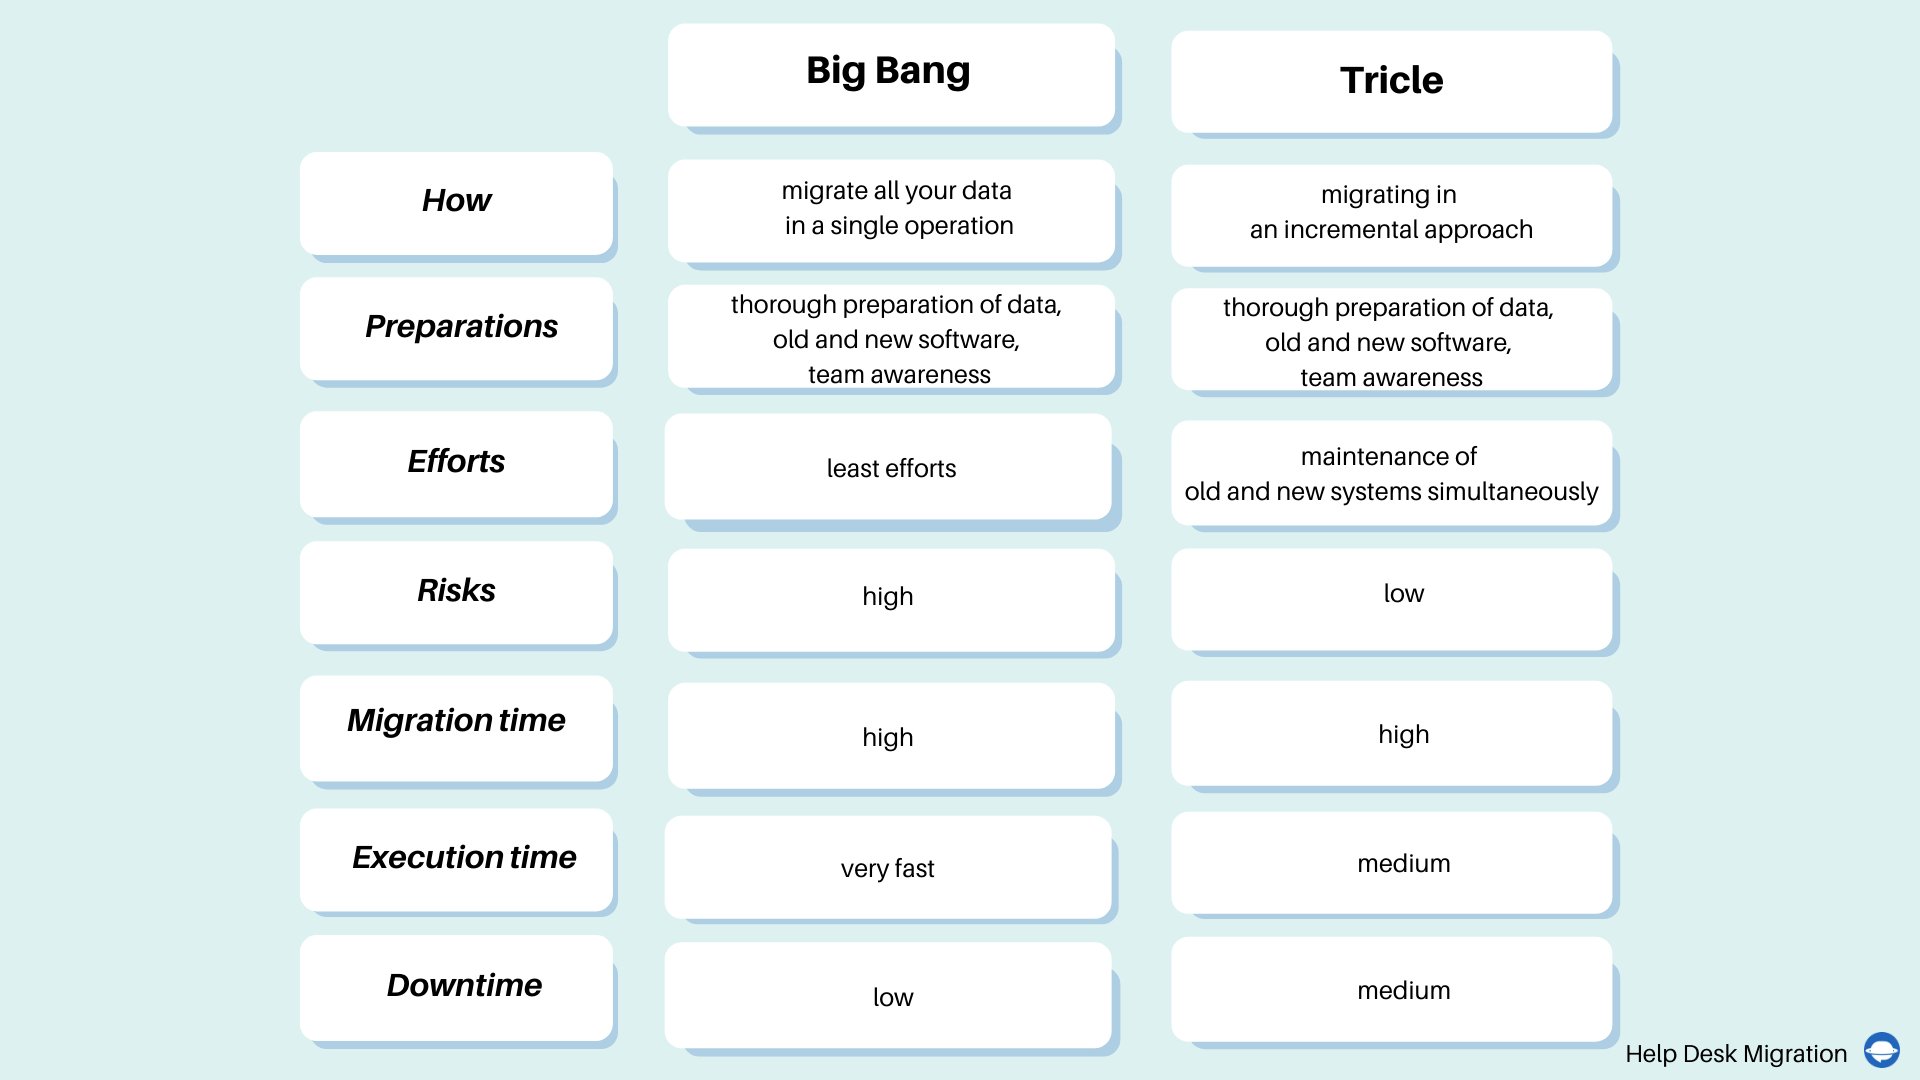 Big Bang
Tricle
How
migrate all your data
in a single operation
migrating in
an incremental approach
Preparations
thorough preparation of data,
old and new software,
team awareness
thorough preparation of data,
old and new software,
team awareness
Efforts
least efforts
maintenance of
old and new systems simultaneously
Risks
high
low
Migration time
high
high
Execution time
very fast
medium
Downtime
low
medium
Help Desk Migration